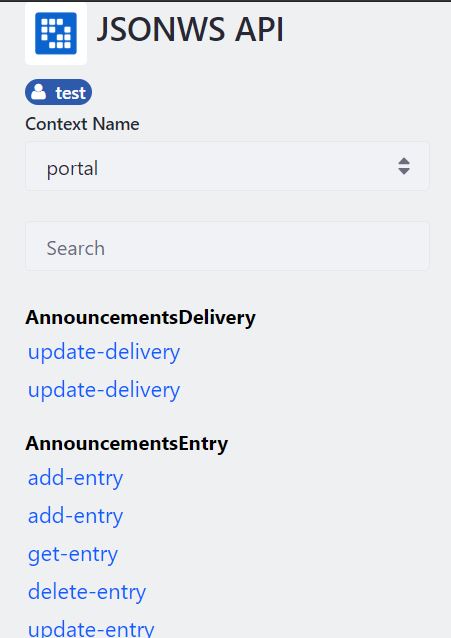 JSONWS API
test
Context Name
portal
Search
AnnouncementsDelivery
update-delivery
update-delivery
AnnouncementsEntry
add-entry
add-entry
get-entry
delete-entry
update-entry